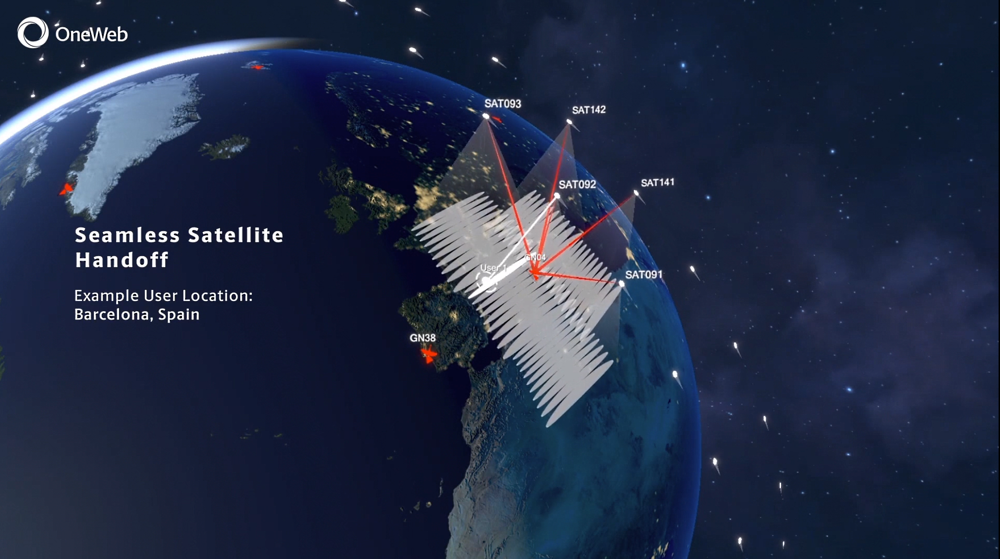 OneWeb
SAT093
SAT142
SAT141
SAT092
Seamless Satellite
Handoff
GN04
User 1
SAT091
Example User Location:
Barcelona, Spain
GN38